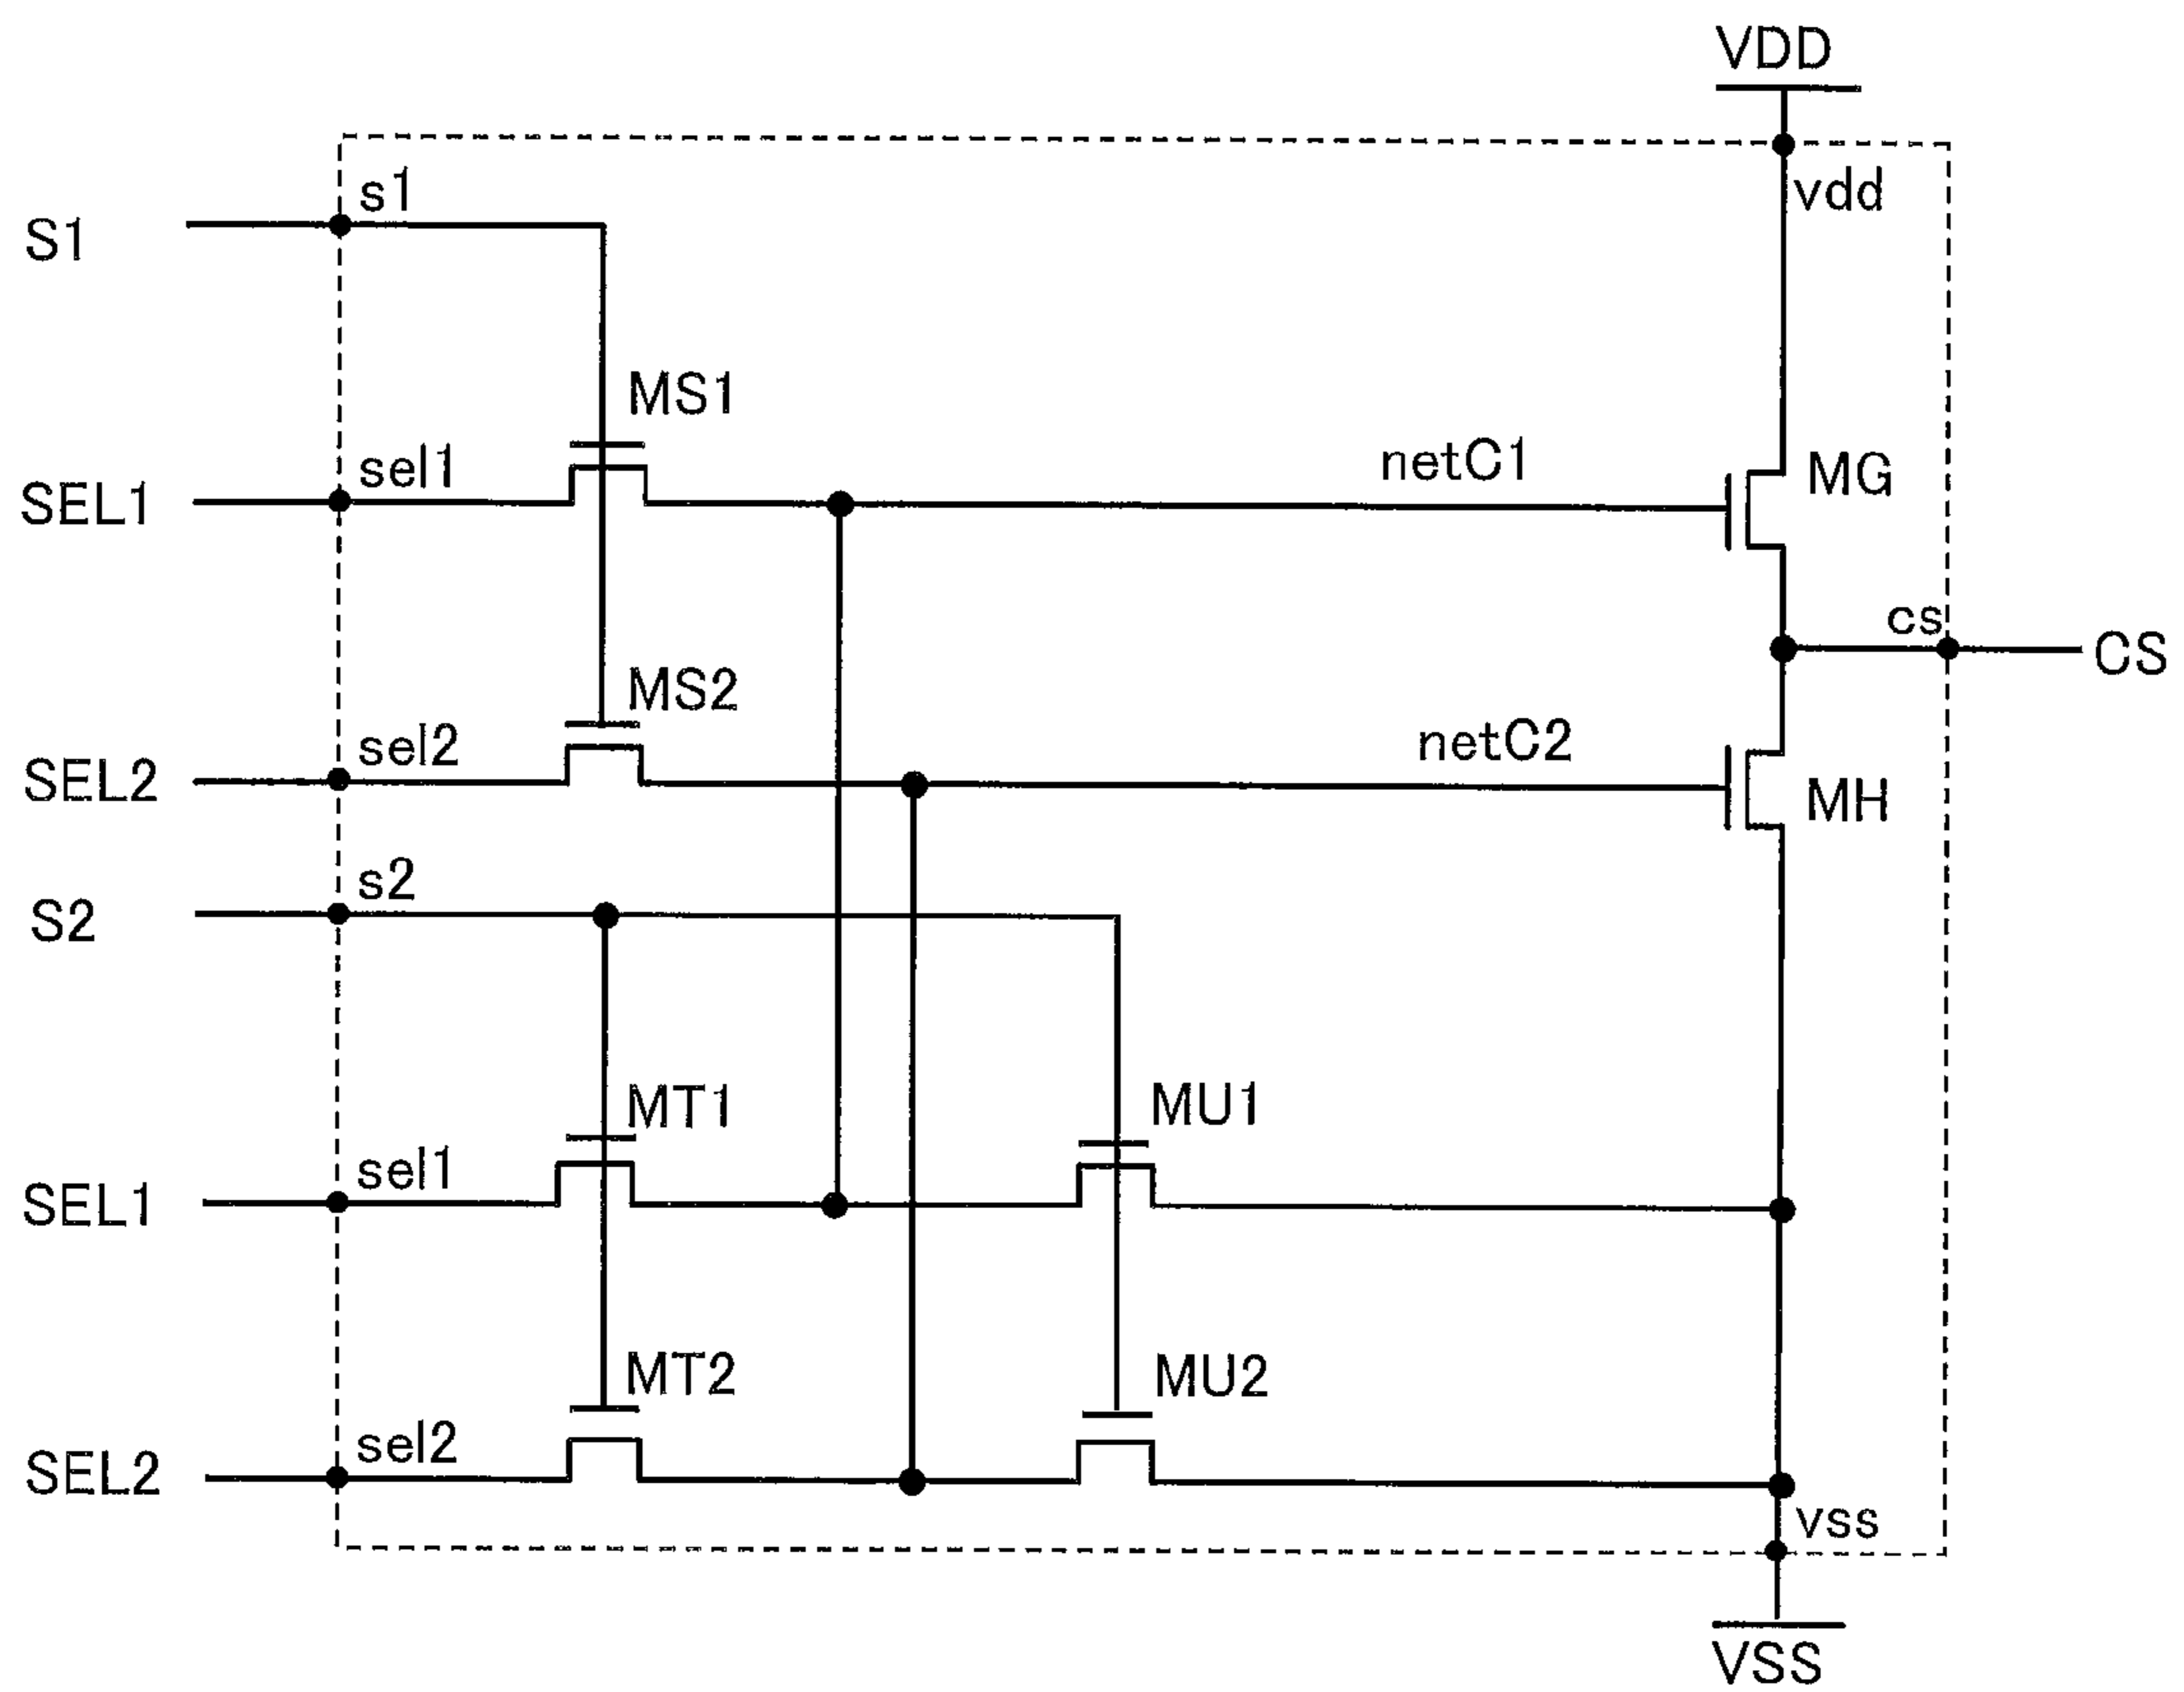 VDD
vdd
s1
S1
MS1
sel1
SEL1
netC1
MG
cs
CS
MS2
sel2
SEL2
netC2
MH
s2
S2
MT1
MU1
sel1
SEL1
MT2
MU2
sel2
SEL2
vss
VSS